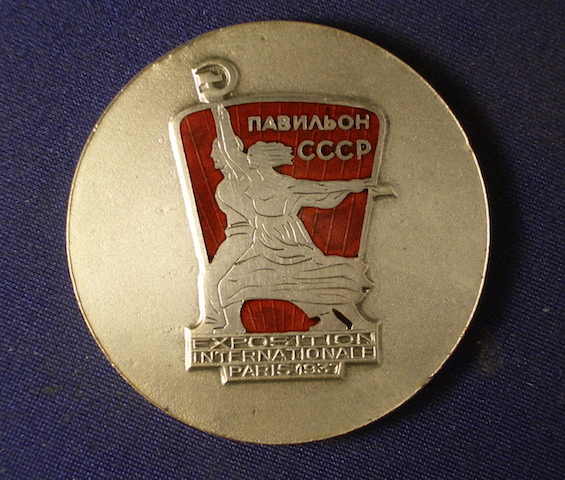 ПАВИЛЬОН
СССР
EXPOSITION
INTERNATIONALE
PARIS 1937